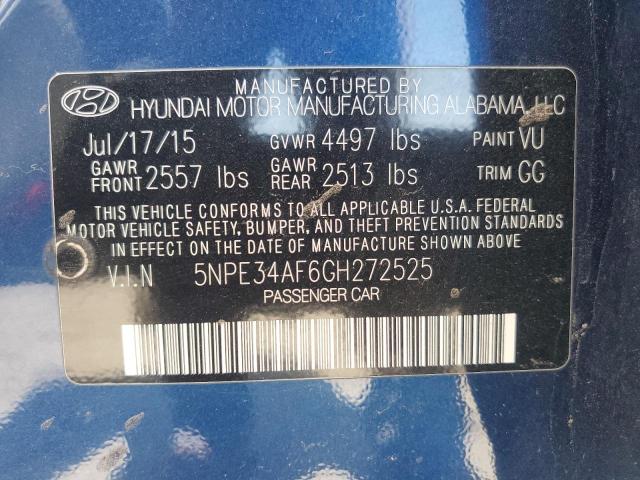 MANUFACTURED BY
HYUNDAI MOTOR MANUFACTURING ALABAMA, LLC
Jul/17/15 GVWR 4497 lbs PAINT VU
GAWR FRONT 2557 lbs GAWR REAR 2513 lbs TRIM GG
THIS VEHICLE CONFORMS TO ALL APPLICABLE U.S.A. FEDERAL
MOTOR VEHICLE SAFETY, BUMPER, AND THEFT PREVENTION STANDARDS
IN EFFECT ON THE DATE OF MANUFACTURE SHOWN ABOVE
V.I.N 5NPE34AF6GH272525
PASSENGER CAR